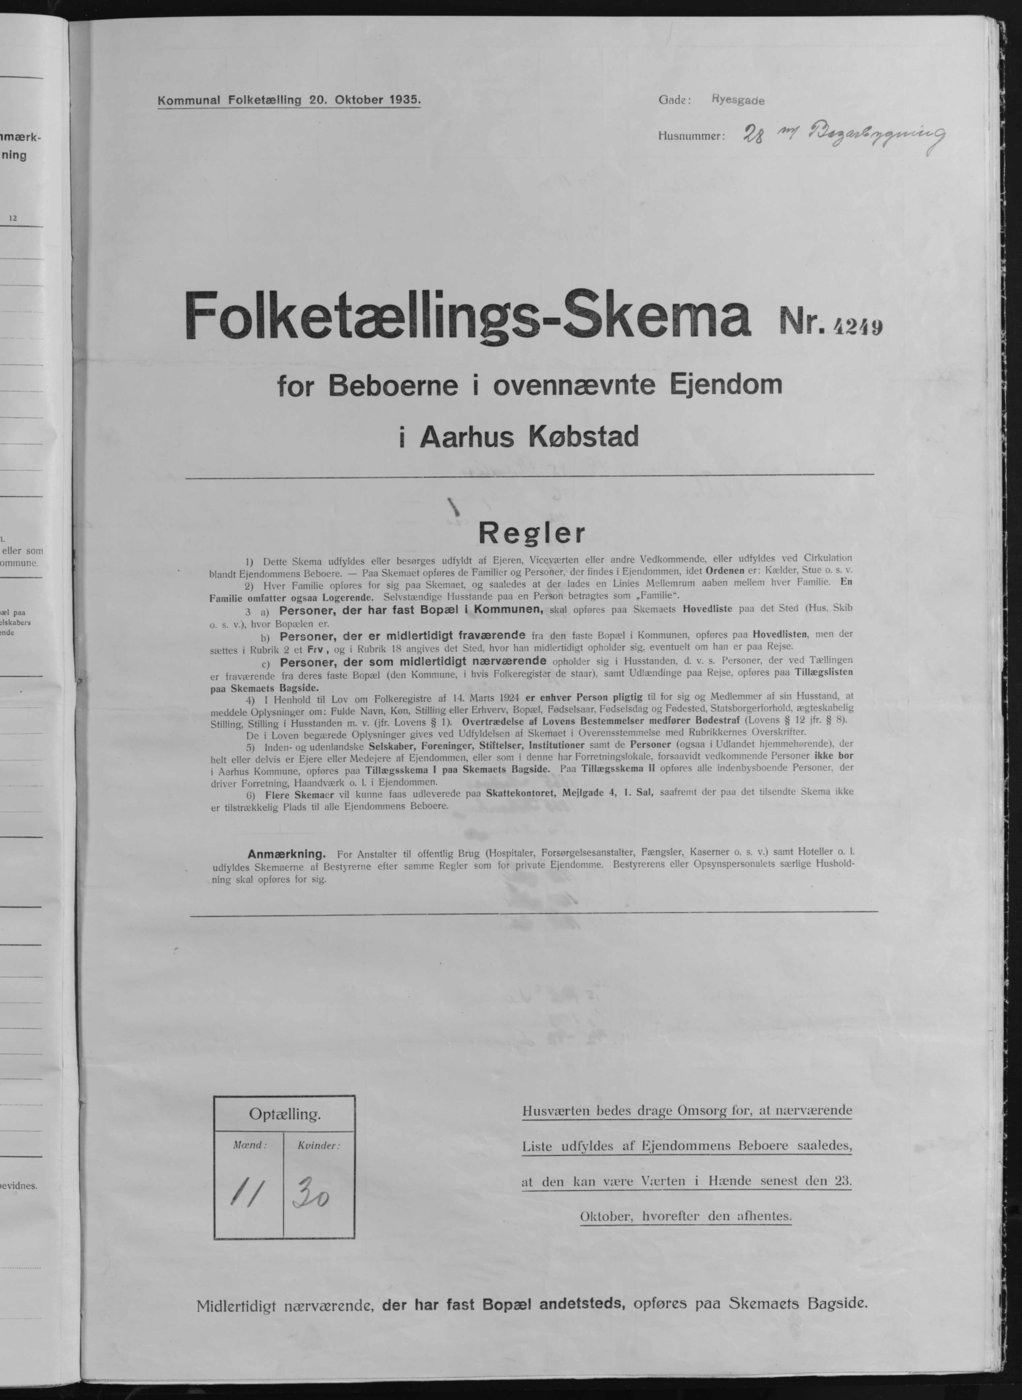 nmærk-
ning
12
eller som
ommune.
pæl paa
elskabers
ende
bevidnes.
Kommunal Folketælling 20. Oktober 1935.
Gade: Ryesgade
Husnummer: 28 ny Bazarbygning
Folketællings-Skema Nr. 4249
for Beboerne i ovennævnte Ejendom
i Aarhus Købstad
Regler
1) Dette Skema udfyldes eller besørges udfyldt af Ejeren, Viceværten eller andre Vedkommende, eller udfyldes ved Cirkulation
blandt Ejendommens Beboere. — Paa Skemaet opføres de Familier og Personer, der findes i Ejendommen, idet Ordenen er: Kælder, Stue o. s. v.
2) Hver Familie opføres for sig paa Skemaet, og saaledes at der lades en Linies Mellemrum aaben mellem hver Familie. En
Familie omfatter ogsaa Logerende. Selvstændige Husstande paa en Person betragtes som „Familie“.
3 a) Personer, der har fast Bopæl i Kommunen, skal opføres paa Skemaets Hovedliste paa det Sted (Hus, Skib
o. s. v.), hvor Bopælen er.
b) Personer, der er midlertidigt fraværende fra den faste Bopæl i Kommunen, opføres paa Hovedlisten, men der
sættes i Rubrik 2 et Frv, og i Rubrik 18 angives det Sted, hvor han midlertidigt opholder sig, eventuelt om han er paa Rejse.
c) Personer, der som midlertidigt nærværende opholder sig i Husstanden, d. v. s. Personer, der ved Tællingen
er fraværende fra deres faste Bopæl (den Kommune, i hvis Folkeregister de staar), samt Udlændinge paa Rejse, opføres paa Tillægslisten
paa Skemaets Bagside.
4) I Henhold til Lov om Folkeregistre af 14. Marts 1924 er enhver Person pligtig til for sig og Medlemmer af sin Husstand, at
meddele Oplysninger om: Fulde Navn, Køn, Stilling eller Erhverv, Bopæl, Fødselsaar, Fødselsdag og Fødested, Statsborgerforhold, ægteskabelig
Stilling, Stilling i Husstanden m. v. (jfr. Lovens § 1). Overtrædelse af Lovens Bestemmelser medfører Bødestraf (Lovens § 12 jfr. § 8).
De i Loven begærede Oplysninger gives ved Udfyldelsen af Skemaet i Overensstemmelse med Rubrikkernes Overskrifter.
5) Inden- og udenlandske Selskaber, Foreninger, Stiftelser, Institutioner samt de Personer (ogsaa i Udlandet hjemmehørende), der
helt eller delvis er Ejere eller Medejere af Ejendommen, eller som i denne har Forretningslokale, forsaavidt vedkommende Personer ikke bor
i Aarhus Kommune, opføres paa Tillægsskema I paa Skemaets Bagside. Paa Tillægsskema II opføres alle indenbysboende Personer, der
driver Forretning, Haandværk o. l. i Ejendommen.
6) Flere Skemaer vil kunne faas udleverede paa Skattekontoret, Mejlgade 4, 1. Sal, saafremt der paa det tilsendte Skema ikke
er tilstrækkelig Plads til alle Ejendommens Beboere.
Anmærkning. For Anstalter til offentlig Brug (Hospitaler, Forsørgelsesanstalter, Fængsler, Kaserner o. s. v.) samt Hoteller o. l.
udfyldes Skemaerne af Bestyrerne efter samme Regler som for private Ejendomme. Bestyrerens eller Opsynspersonalets særlige Hushold-
ning skal opføres for sig.
Optælling.
Mænd: Kvinder:
11 30
Husværten bedes drage Omsorg for, at nærværende
Liste udfyldes af Ejendommens Beboere saaledes,
at den kan være Værten i Hænde senest den 23.
Oktober, hvorefter den afhentes.
Midlertidigt nærværende, der har fast Bopæl andetsteds, opføres paa Skemaets Bagside.